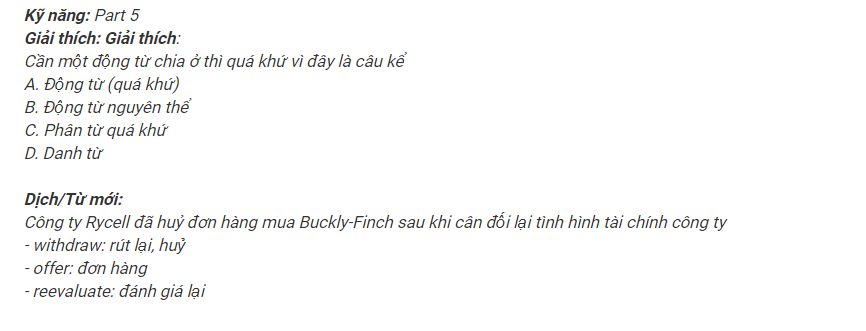 Kỹ năng: Part 5
Giải thích: Giải thích:
Cần một động từ chia ở thì quá khứ vì đây là câu kể
A. Động từ (quá khứ)
B. Động từ nguyên thể
C. Phân từ quá khứ
D. Danh từ
Dịch/Từ mới:
Công ty Rycell đã huỷ đơn hàng mua Buckly-Finch sau khi cân đối lại tình hình tài chính công ty
- withdraw: rút lại, huỷ
- offer: đơn hàng
- reevaluate: đánh giá lại